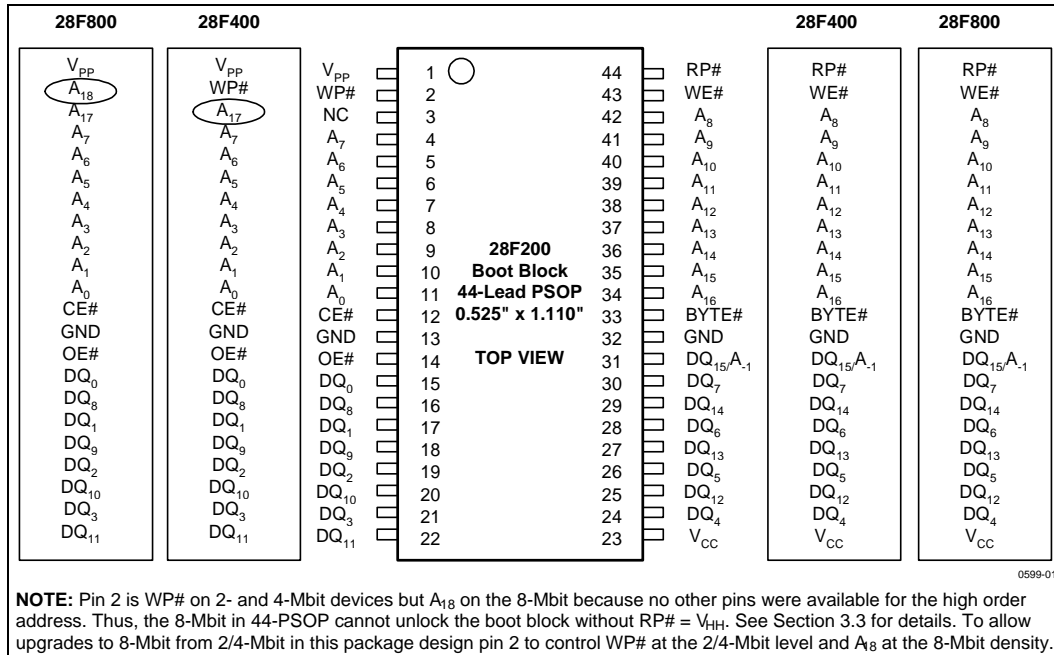 28F800 28F400 28F400 28F800
V_PP V_PP V_PP 1 44 RP# RP# RP#
A_18 WP# WP# 2 43 WE# WE# WE#
A_17 A_17 NC 3 42 A_8 A_8 A_8
A_7 A_7 A_7 4 41 A_9 A_9 A_9
A_6 A_6 A_6 5 40 A_10 A_10 A_10
A_5 A_5 A_5 6 39 A_11 A_11 A_11
A_4 A_4 A_4 7 38 A_12 A_12 A_12
A_3 A_3 A_3 8 37 A_13 A_13 A_13
A_2 A_2 A_2 9 28F200 36 A_14 A_14 A_14
A_1 A_1 A_1 10 Boot Block 35 A_15 A_15 A_15
A_0 A_0 A_0 11 44-Lead PSOP 34 A_16 A_16 A_16
CE# CE# CE# 12 0.525" x 1.110" 33 BYTE# BYTE# BYTE#
GND GND GND 13 32 GND GND GND
OE# OE# OE# 14 TOP VIEW 31 DQ_15/A_-1 DQ_15/A_-1 DQ_15/A_-1
DQ_0 DQ_0 DQ_0 15 30 DQ_7 DQ_7 DQ_7
DQ_8 DQ_8 DQ_8 16 29 DQ_14 DQ_14 DQ_14
DQ_1 DQ_1 DQ_1 17 28 DQ_6 DQ_6 DQ_6
DQ_9 DQ_9 DQ_9 18 27 DQ_13 DQ_13 DQ_13
DQ_2 DQ_2 DQ_2 19 26 DQ_5 DQ_5 DQ_5
DQ_10 DQ_10 DQ_10 20 25 DQ_12 DQ_12 DQ_12
DQ_3 DQ_3 DQ_3 21 24 DQ_4 DQ_4 DQ_4
DQ_11 DQ_11 DQ_11 22 23 V_CC V_CC V_CC
0599-01
NOTE: Pin 2 is WP# on 2- and 4-Mbit devices but A_18 on the 8-Mbit because no other pins were available for the high order
address. Thus, the 8-Mbit in 44-PSOP cannot unlock the boot block without RP# = V_HH. See Section 3.3 for details. To allow
upgrades to 8-Mbit from 2/4-Mbit in this package design pin 2 to control WP# at the 2/4-Mbit level and A_18 at the 8-Mbit density.